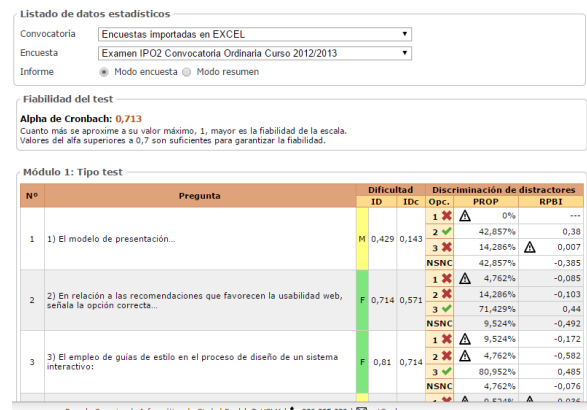 Listado de datos estadísticos
Convocatoria Encuestas importadas en EXCEL
Encuesta Examen IPO2 Convocatoria Ordinaria Curso 2012/2013
Informe Modo encuesta Modo resumen
Fiabilidad del test
Alpha de Cronbach: 0,713
Cuanto más se aproxime a su valor máximo, 1, mayor es la fiabilidad de la escala.
Valores del alfa superiores a 0,7 son suficientes para garantizar la fiabilidad.
Módulo 1: Tipo test
Nº Pregunta Dificultad Discriminación de distractores
ID IDc Opc. PROP RPBI
1 1) El modelo de presentación... M 0,429 0,143
1 0% ---
2 42,857% 0,38
3 14,286% 0,007
NSNC 42,857% -0,385
2 2) En relación a las recomendaciones que favorecen la usabilidad web,
señala la opción correcta... F 0,714 0,571
1 4,762% -0,085
2 14,286% -0,103
3 71,429% 0,44
NSNC 9,524% -0,492
3 3) El empleo de guías de estilo en el proceso de diseño de un sistema
interactivo: F 0,81 0,714
1 9,524% -0,172
2 4,762% -0,582
3 80,952% 0,485
NSNC 4,762% -0,076